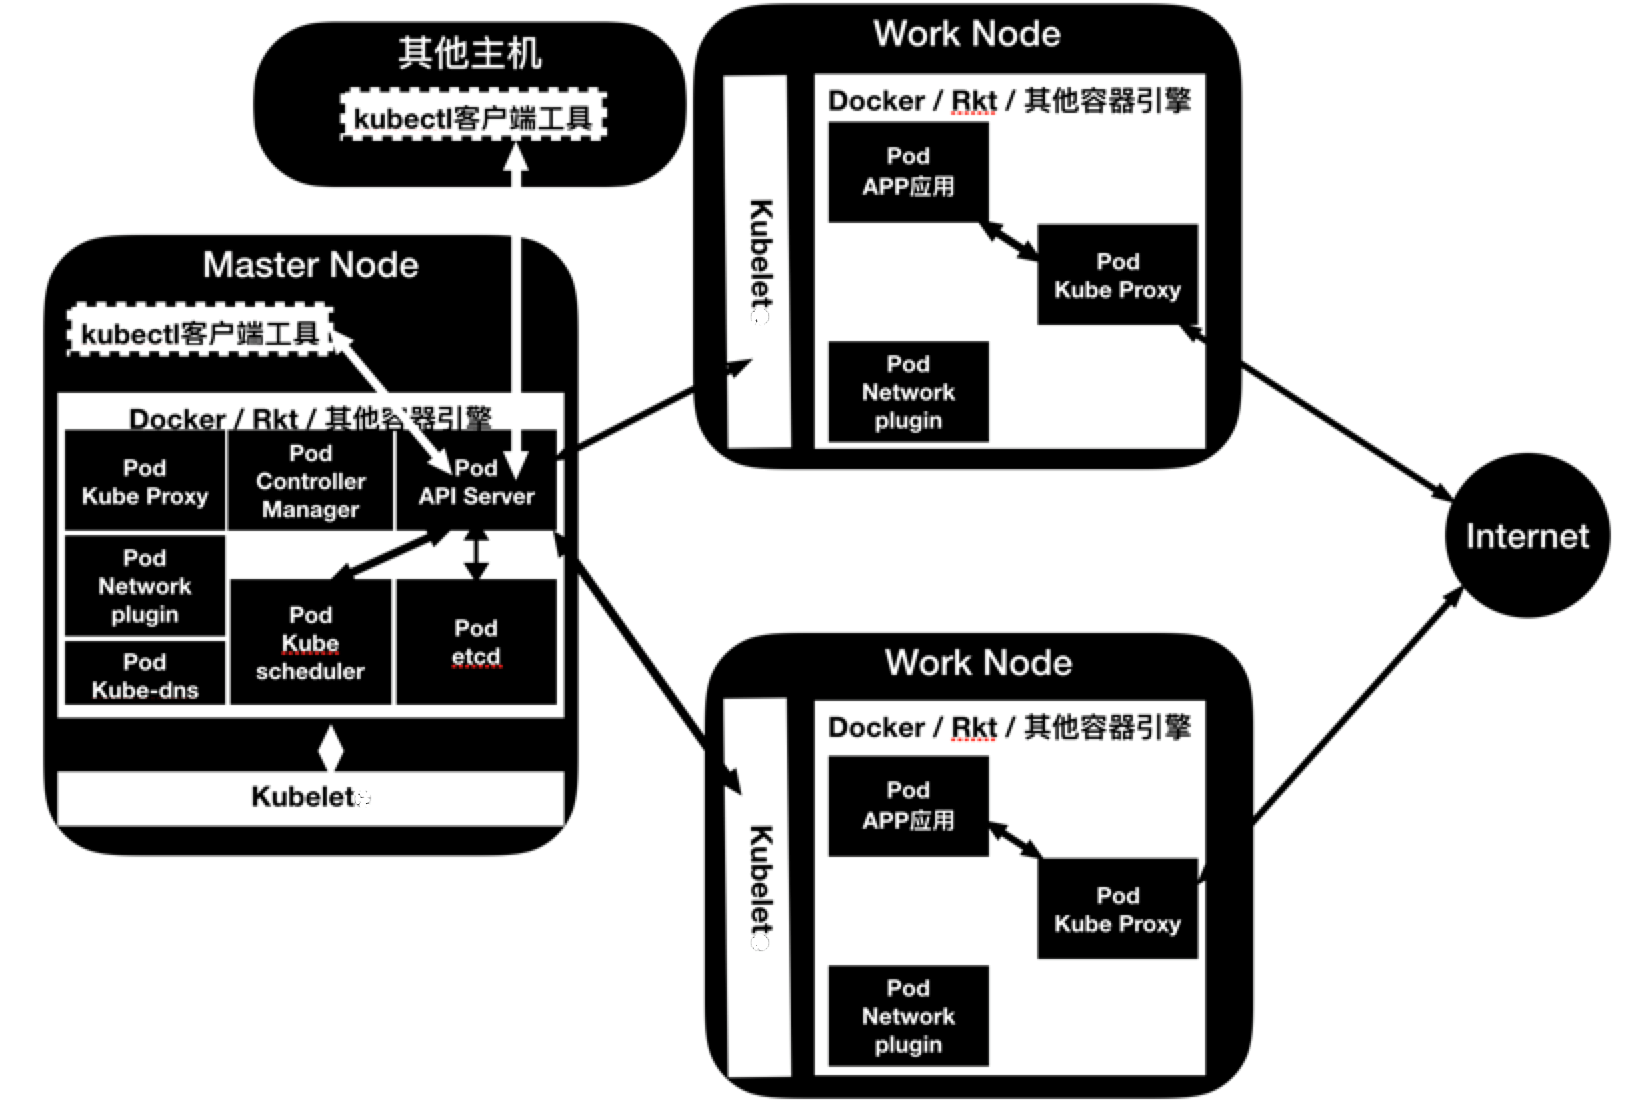 其他主机
kubectl客户端工具
Master Node
kubectl客户端工具
Docker / Rkt / 其他容器引擎
Pod
Kube Proxy
Pod
Controller
Manager
Pod
API Server
Pod
Network
plugin
Pod
Kube-dns
Pod
Kube
scheduler
Pod
etcd
Kubelet
Work Node
Kubelet
Docker / Rkt / 其他容器引擎
Pod
APP应用
Pod
Kube Proxy
Pod
Network
plugin
Work Node
Kubelet
Docker / Rkt / 其他容器引擎
Pod
APP应用
Pod
Kube Proxy
Pod
Network
plugin
Internet